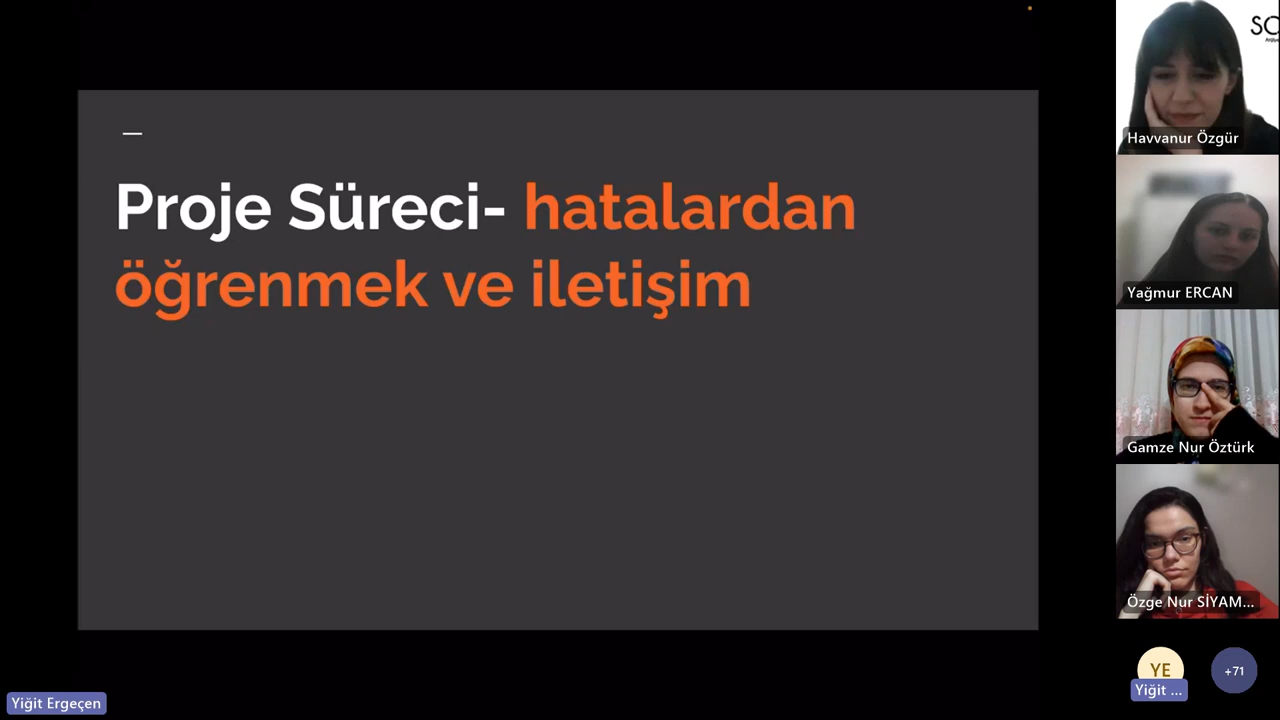 Proje Süreci- hatalardan
öğrenmek ve iletişim
Havvanur Özgür
Yağmur ERCAN
Gamze Nur Öztürk
Özge Nur SİYAM...
YE
Yiğit ...
+71
Yiğit Ergeçen